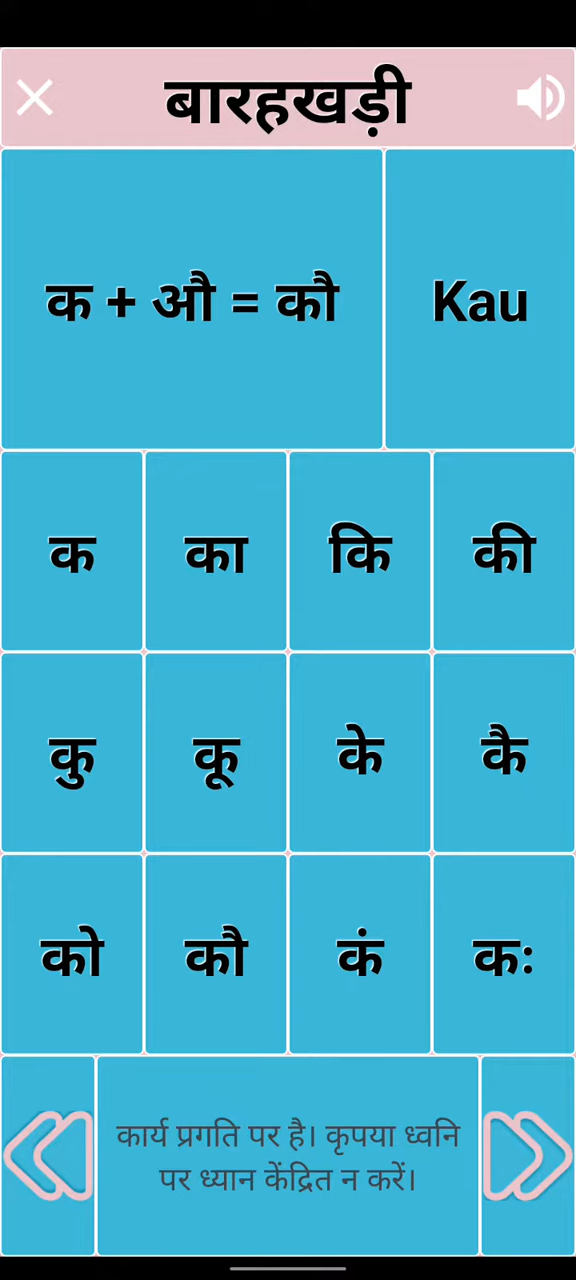 बारहखड़ी
क + औ = कौ
Kau
क का कि की
कु कू के कै
को कौ कं कः
कार्य प्रगति पर है। कृपया ध्वनि
पर ध्यान केंद्रित न करें।